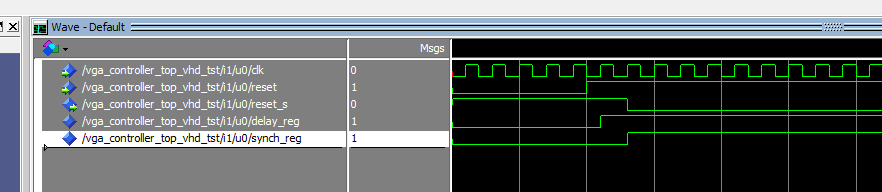 Wave - Default
Msgs
/vga_controller_top_vhd_tst/i1/u0/clk 0
/vga_controller_top_vhd_tst/i1/u0/reset 1
/vga_controller_top_vhd_tst/i1/u0/reset_s 0
/vga_controller_top_vhd_tst/i1/u0/delay_reg 1
/vga_controller_top_vhd_tst/i1/u0/synch_reg 1